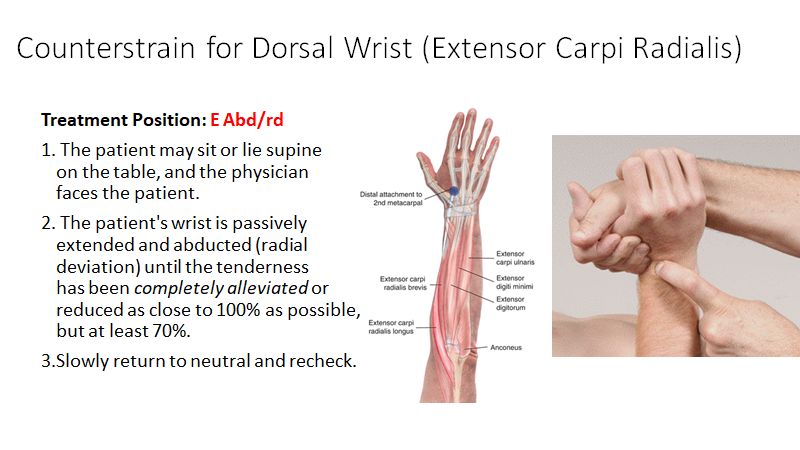 Counterstrain for Dorsal Wrist (Extensor Carpi Radialis)
Treatment Position: E Abd/rd
1. The patient may sit or lie supine
on the table, and the physician
faces the patient.
2. The patient's wrist is passively
extended and abducted (radial
deviation) until the tenderness
has been completely alleviated or
reduced as close to 100% as possible,
but at least 70%.
3.Slowly return to neutral and recheck.
Distal attachment to
2nd metacarpal
Extensor
carpi ulnaris
Extensor carpi
radialis brevis
Extensor
digiti minimi
Extensor
digitorum
Extensor carpi
radialis longus
Anconeus